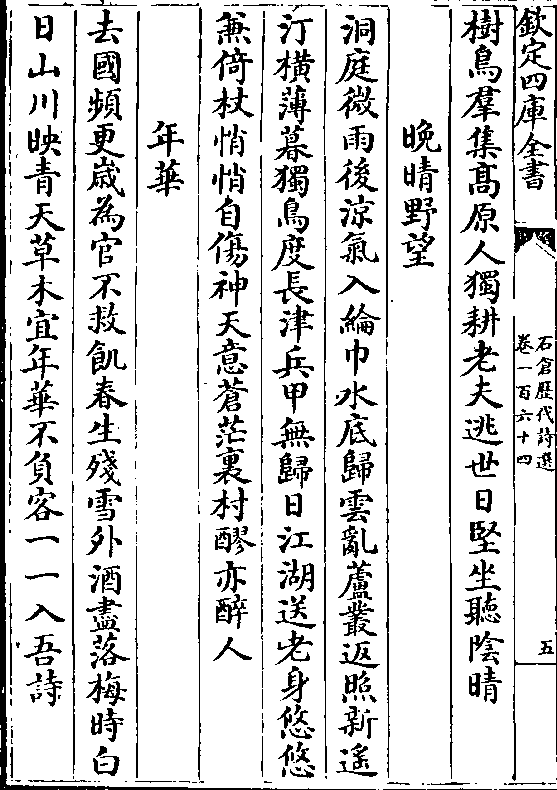 欽定四庫全書
石倉歴代詩選
卷一百六十四
五
樹鳥羣集髙原人獨耕老夫逃世日堅坐聽陰晴
晚晴野望
洞庭微雨後涼氣入綸巾水底歸雲亂蘆叢返照新遙
汀橫薄暮獨鳥度長津兵甲無歸日江湖送老身悠悠
兼倚杖悄悄自傷神天意蒼茫裏村醪亦醉人
年華
去國頻更嵗為官不救飢春生殘雪外酒盡落梅時白
日山川映青天草木宜年華不負客一一入吾詩